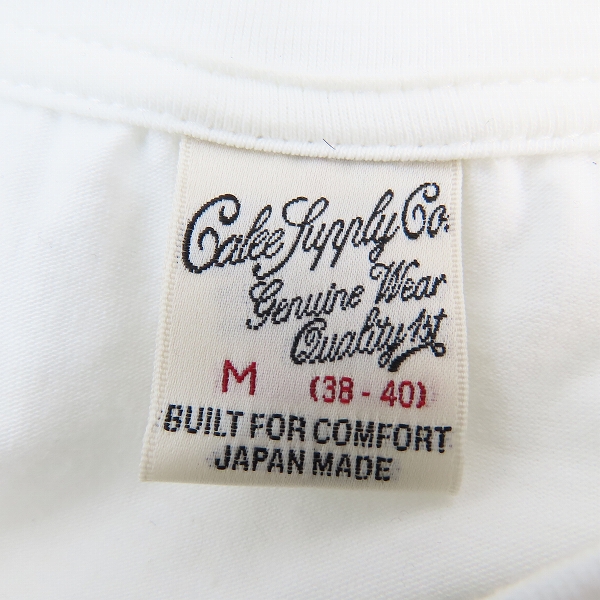 Calee Supply Co.
Genuine Wear
Quality 1st
M (38 - 40)
BUILT FOR COMFORT
JAPAN MADE